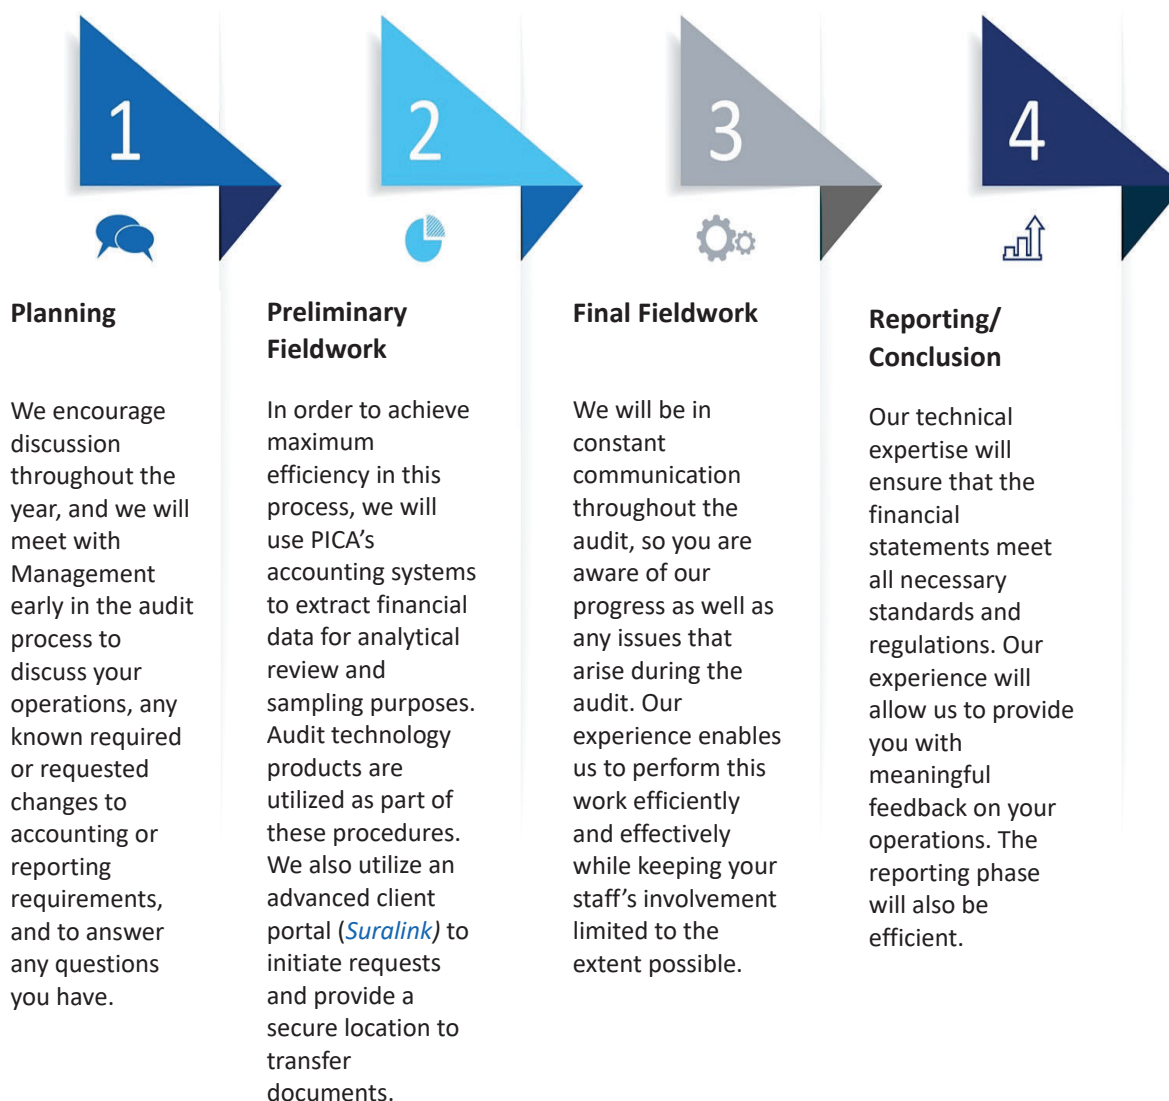 1
Planning
We encourage
discussion
throughout the
year, and we will
meet with
Management
early in the audit
process to
discuss your
operations, any
known required
or requested
changes to
accounting or
reporting
requirements,
and to answer
any questions
you have.
2
Preliminary
Fieldwork
In order to achieve
maximum
efficiency in this
process, we will
use PICA’s
accounting systems
to extract financial
data for analytical
review and
sampling purposes.
Audit technology
products are
utilized as part of
these procedures.
We also utilize an
advanced client
portal (Suralink) to
initiate requests
and provide a
secure location to
transfer
documents.
3
Final Fieldwork
We will be in
constant
communication
throughout the
audit, so you are
aware of our
progress as well as
any issues that
arise during the
audit. Our
experience enables
us to perform this
work efficiently
and effectively
while keeping your
staff’s involvement
limited to the
extent possible.
4
Reporting/
Conclusion
Our technical
expertise will
ensure that the
financial
statements meet
all necessary
standards and
regulations. Our
experience will
allow us to provide
you with
meaningful
feedback on your
operations. The
reporting phase
will also be
efficient.